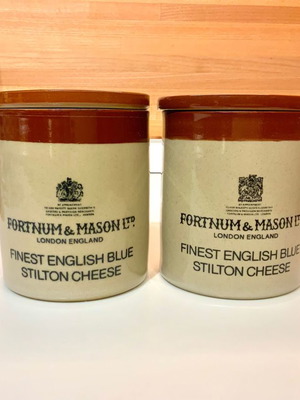 FORTNUM & MASON LTD.
LONDON ENGLAND
FINEST ENGLISH BLUE
STILTON CHEESE
FORTNUM & MASON LTD.
LONDON ENGLAND
FINEST ENGLISH BLUE
STILTON CHEESE